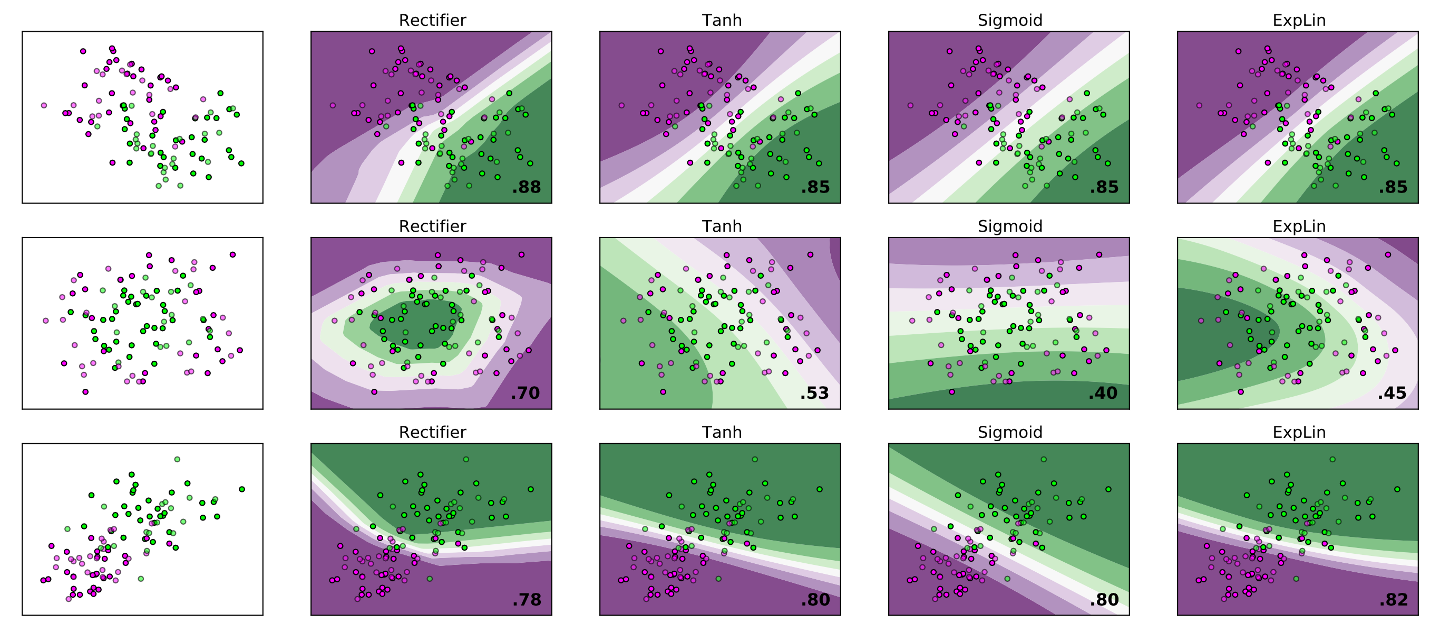 Rectifier Tanh Sigmoid ExpLin
.88 .85 .85 .85
Rectifier Tanh Sigmoid ExpLin
.70 .53 .40 .45
Rectifier Tanh Sigmoid ExpLin
.78 .80 .80 .82